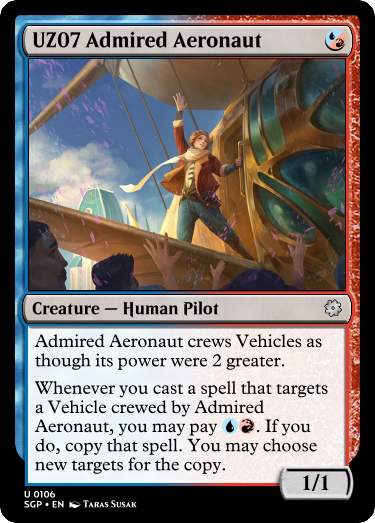 UZ07 Admired Aeronaut
Creature — Human Pilot
Admired Aeronaut crews Vehicles as
though its power were 2 greater.
Whenever you cast a spell that targets
a Vehicle crewed by Admired
Aeronaut, you may pay . If you
do, copy that spell. You may choose
new targets for the copy.
1/1
U 0106
SGP • EN Taras Susak